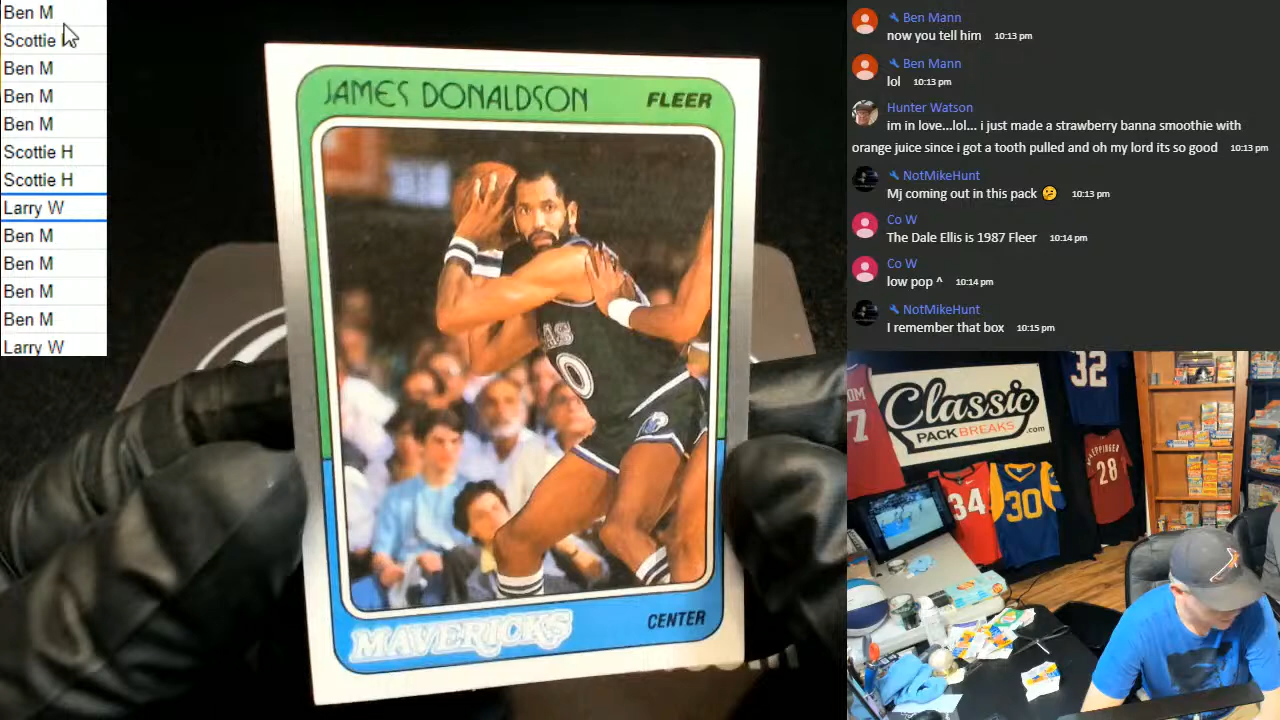 Ben M
Scottie
Ben M
Ben M
Ben M
Scottie H
Scottie H
Larry W
Ben M
Ben M
Ben M
Ben M
Larry W
JAMES DONALDSON
FLEER
AS
0
MAVERICKS
CENTER
Ben Mann
now you tell him 10:13 pm
Ben Mann
lol 10:13 pm
Hunter Watson
im in love...lol... i just made a strawberry banna smoothie with
orange juice since i got a tooth pulled and oh my lord its so good 10:13 pm
NotMikeHunt
Mj coming out in this pack 🤔 10:13 pm
Co W
The Dale Ellis is 1987 Fleer 10:14 pm
Co W
low pop ^ 10:14 pm
NotMikeHunt
I remember that box 10:15 pm
Classic
PACK BREAKS
.com
OM
7
34
30
32
28